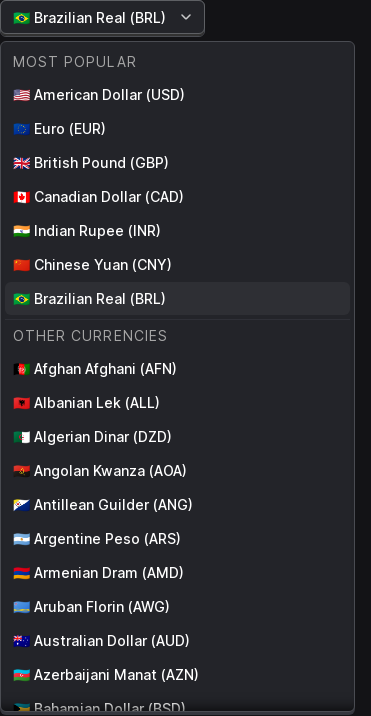 Brazilian Real (BRL)
MOST POPULAR
American Dollar (USD)
Euro (EUR)
British Pound (GBP)
Canadian Dollar (CAD)
Indian Rupee (INR)
Chinese Yuan (CNY)
Brazilian Real (BRL)
OTHER CURRENCIES
Afghan Afghani (AFN)
Albanian Lek (ALL)
Algerian Dinar (DZD)
Angolan Kwanza (AOA)
Antillean Guilder (ANG)
Argentine Peso (ARS)
Armenian Dram (AMD)
Aruban Florin (AWG)
Australian Dollar (AUD)
Azerbaijani Manat (AZN)
Bahamian Dollar (BSD)